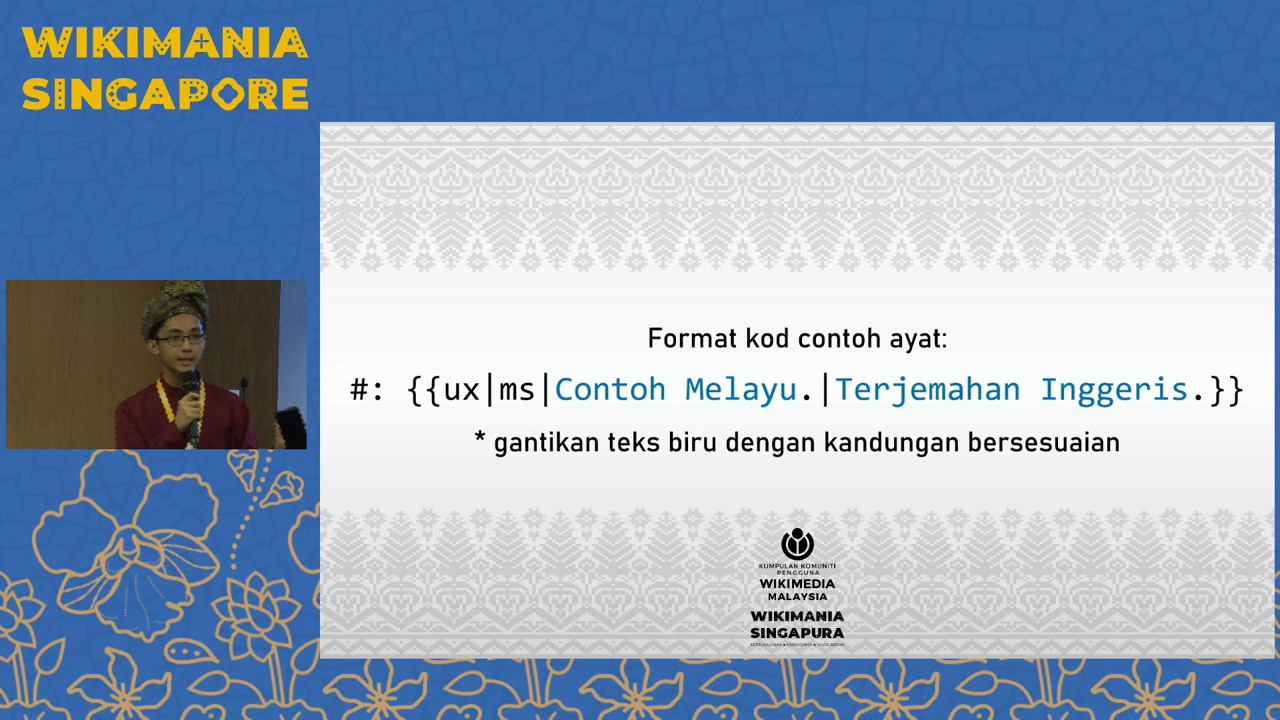 WIKIMANIA
SINGAPORE
Format kod contoh ayat:
#: {{ux|ms|Contoh Melayu.|Terjemahan Inggeris.}}
* gantikan teks biru dengan kandungan bersesuaian
KUMPULAN KOMUNITI
PENGGUNA
WIKIMEDIA
MALAYSIA
WIKIMANIA
SINGAPURA